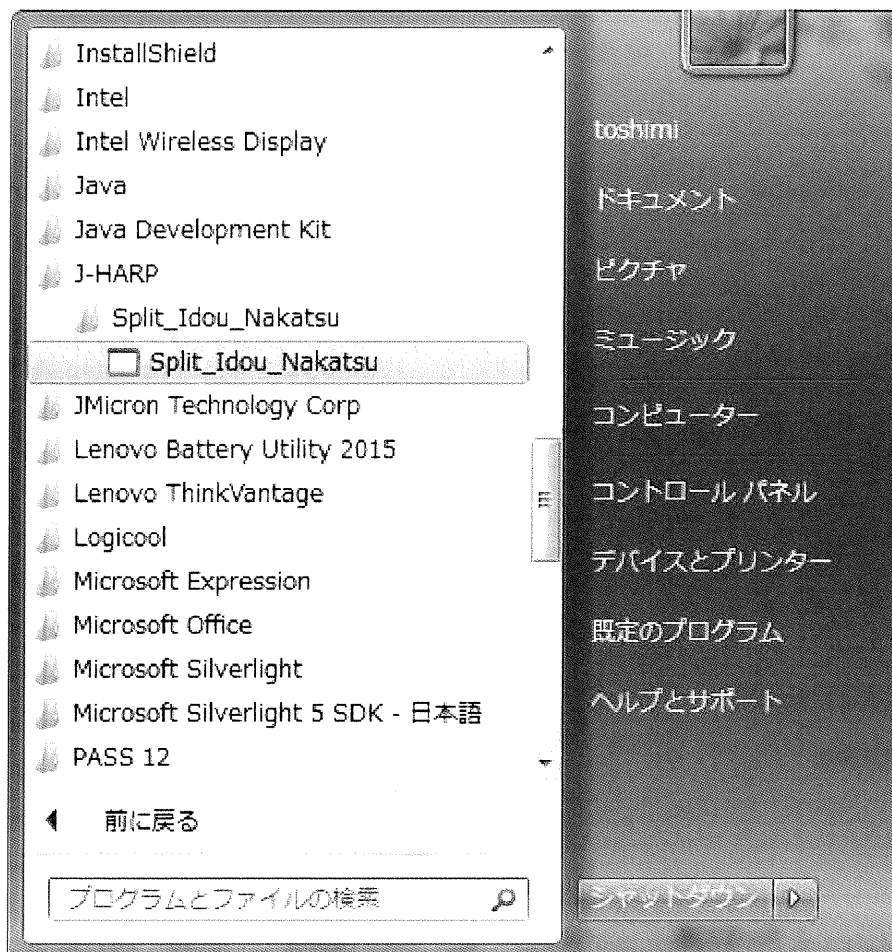 InstallShield
Intel
Intel Wireless Display
Java
Java Development Kit
J-HARP
Split_Idou_Nakatsu
Split_Idou_Nakatsu
JMicron Technology Corp
Lenovo Battery Utility 2015
Lenovo ThinkVantage
Logicool
Microsoft Expression
Microsoft Office
Microsoft Silverlight
Microsoft Silverlight 5 SDK - 日本語
PASS 12
前に戻る
プログラムとファイルの検索
toshimi
ドキュメント
ピクチャ
ミュージック
コンピューター
コントロール パネル
デバイスとプリンター
既定のプログラム
ヘルプとサポート
シャットダウン